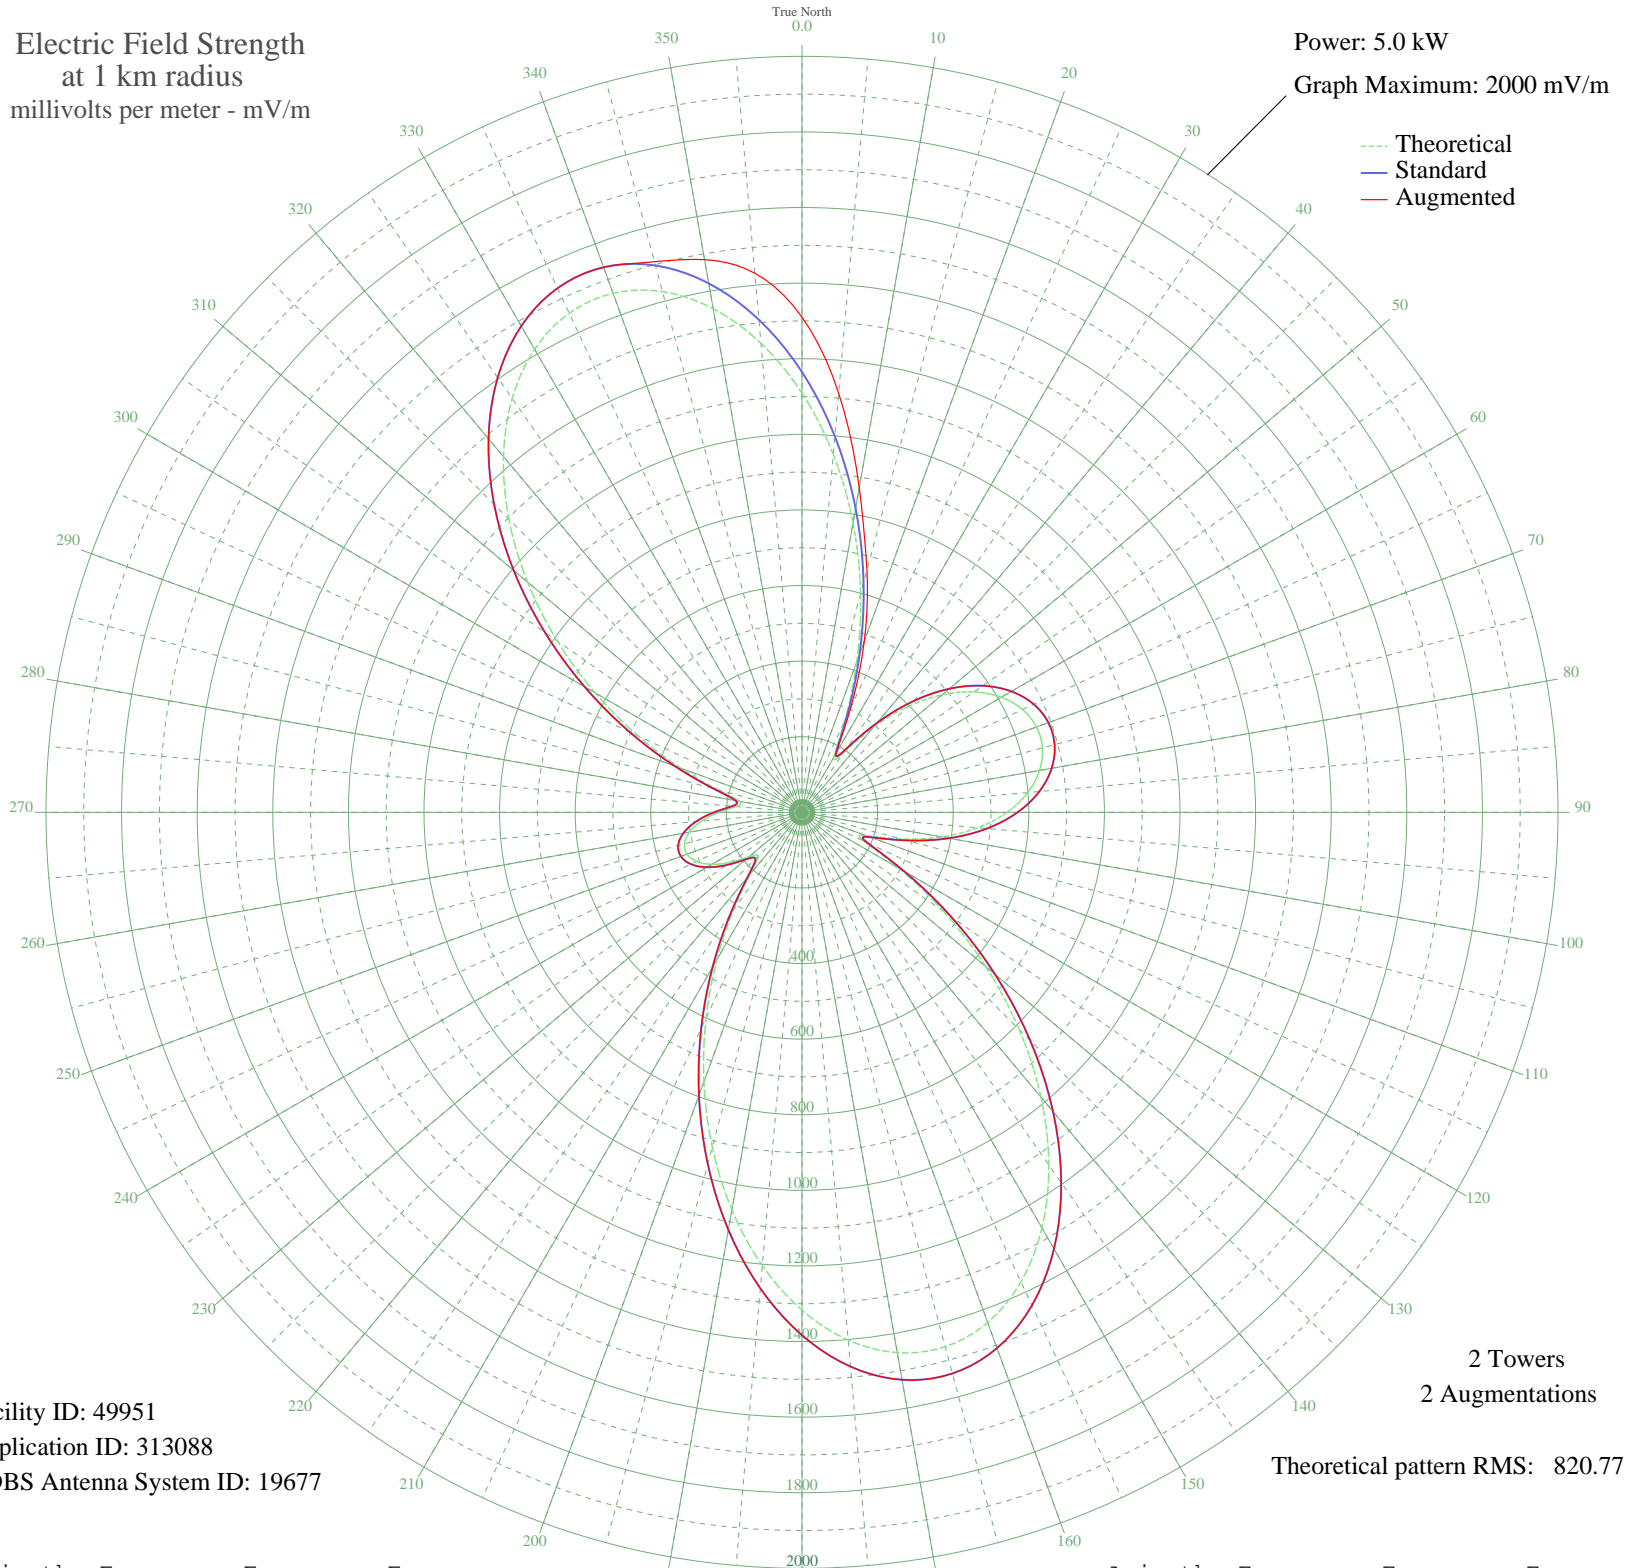 True North
0.0
Electric Field Strength
at 1 km radius
millivolts per meter - mV/m
Power: 5.0 kW
Graph Maximum: 2000 mV/m
Theoretical
Standard
Augmented
350
10
340
20
330
30
320
40
310
50
300
60
290
70
280
80
270
90
260
100
250
110
240
120
230
130
220
140
210
150
200
160
400
600
800
1000
1200
1400
1600
1800
2000
2 Towers
2 Augmentations
cility ID: 49951
plication ID: 313088
DBS Antenna System ID: 19677
Theoretical pattern RMS: 820.77